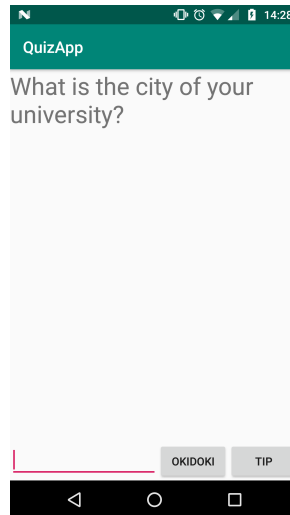 14:28
QuizApp
What is the city of your
university?
OKIDOKI
TIP